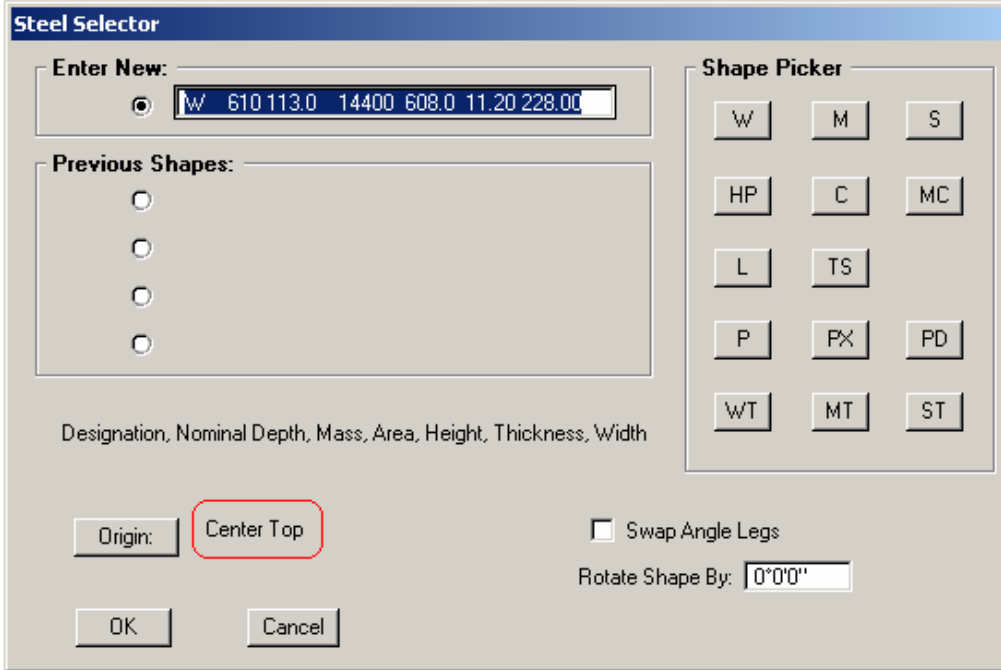 Steel Selector
Enter New:
W 610 113.0 14400 608.0 11.20 228.00
Previous Shapes:
Designation, Nominal Depth, Mass, Area, Height, Thickness, Width
Origin:
Center Top
OK
Cancel
Shape Picker
W M S
HP C MC
L TS
P PX PD
WT MT ST
Swap Angle Legs
Rotate Shape By: 0°0'0"